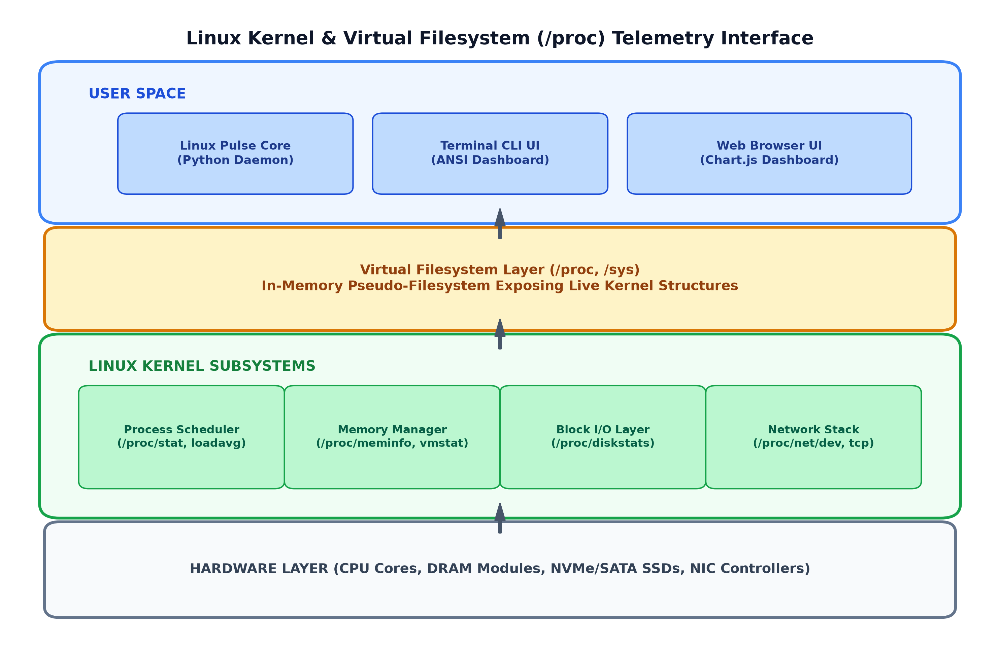 Linux Kernel & Virtual Filesystem (/proc) Telemetry Interface
USER SPACE
Linux Pulse Core
(Python Daemon)
Terminal CLI UI
(ANSI Dashboard)
Web Browser UI
(Chart.js Dashboard)
Virtual Filesystem Layer (/proc, /sys)
In-Memory Pseudo-Filesystem Exposing Live Kernel Structures
LINUX KERNEL SUBSYSTEMS
Process Scheduler
(/proc/stat, loadavg)
Memory Manager
(/proc/meminfo, vmstat)
Block I/O Layer
(/proc/diskstats)
Network Stack
(/proc/net/dev, tcp)
HARDWARE LAYER (CPU Cores, DRAM Modules, NVMe/SATA SSDs, NIC Controllers)